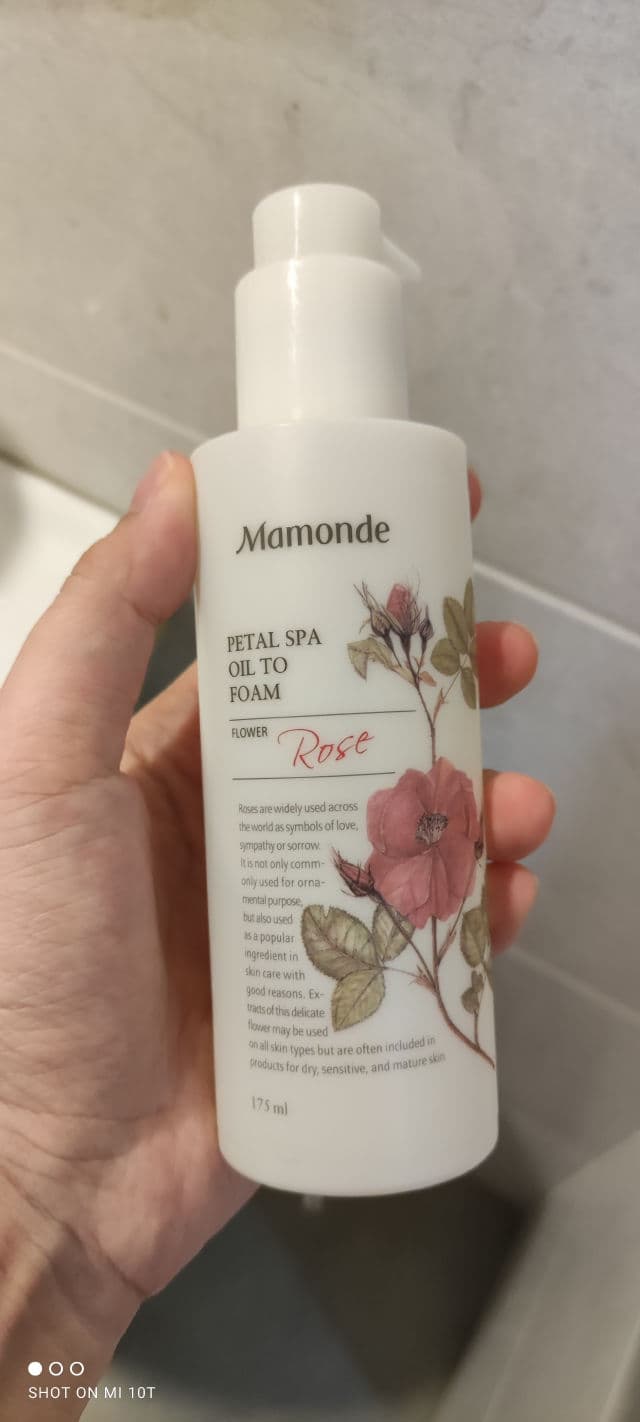 Mamonde
PETAL SPA
OIL TO
FOAM
FLOWER Rose
Roses are widely used across
the world as symbols of love,
sympathy or sorrow.
It is not only comm-
only used for orna-
mental purpose,
but also used
as a popular
ingredient in
skin care with
good reasons. Ex-
tracts of this delicate
flower may be used
on all skin types but are often included in
products for dry, sensitive, and mature skin
175 ml
SHOT ON MI 10T